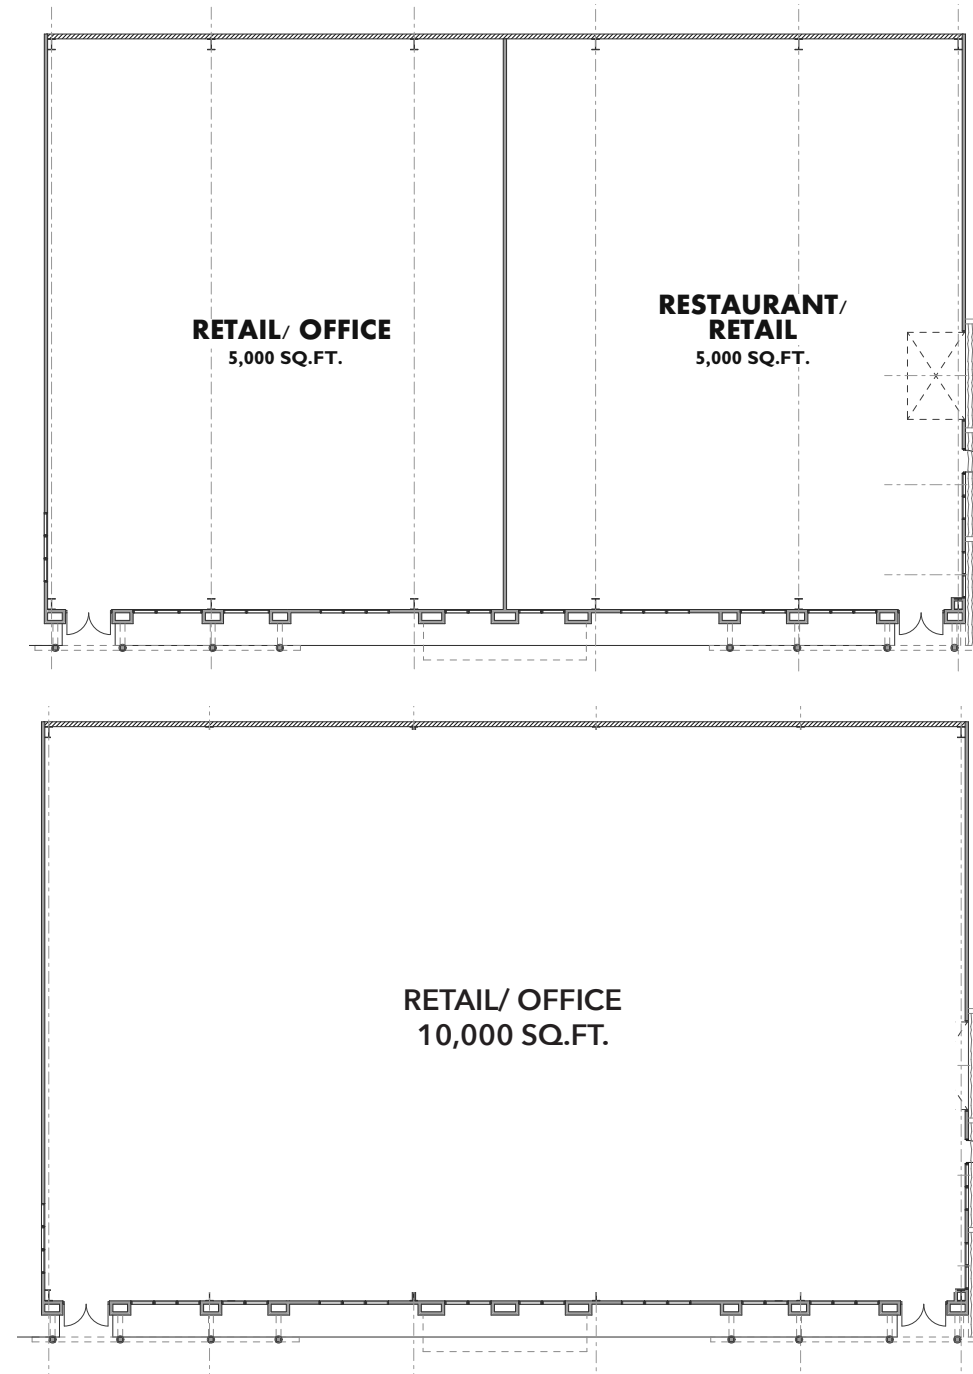 RETAIL/ OFFICE
5,000 SQ.FT.
RESTAURANT/
RETAIL
5,000 SQ.FT.
RETAIL/ OFFICE
10,000 SQ.FT.